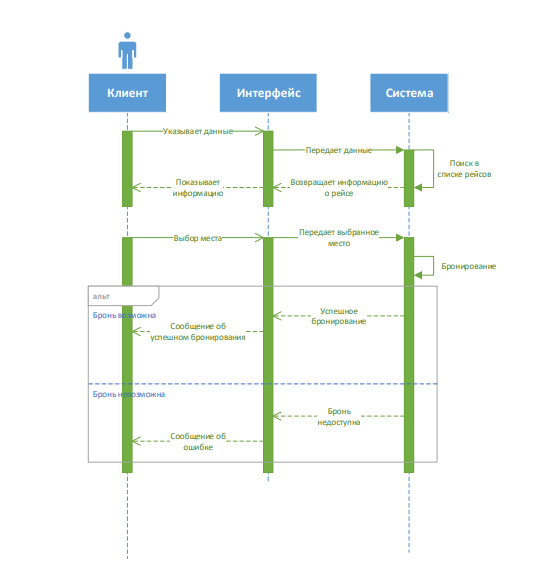 Клиент
Интерфейс
Система
Указывает данные
Передает данные
Поиск в
списке рейсов
Возвращает информацию
о рейсе
Показывает
информацию
Выбор места
Передает выбранное
место
Бронирование
альт
Бронь возможна
Успешное
бронирование
Сообщение об
успешном бронирования
Бронь невозможна
Бронь
недоступна
Сообщение об
ошибке